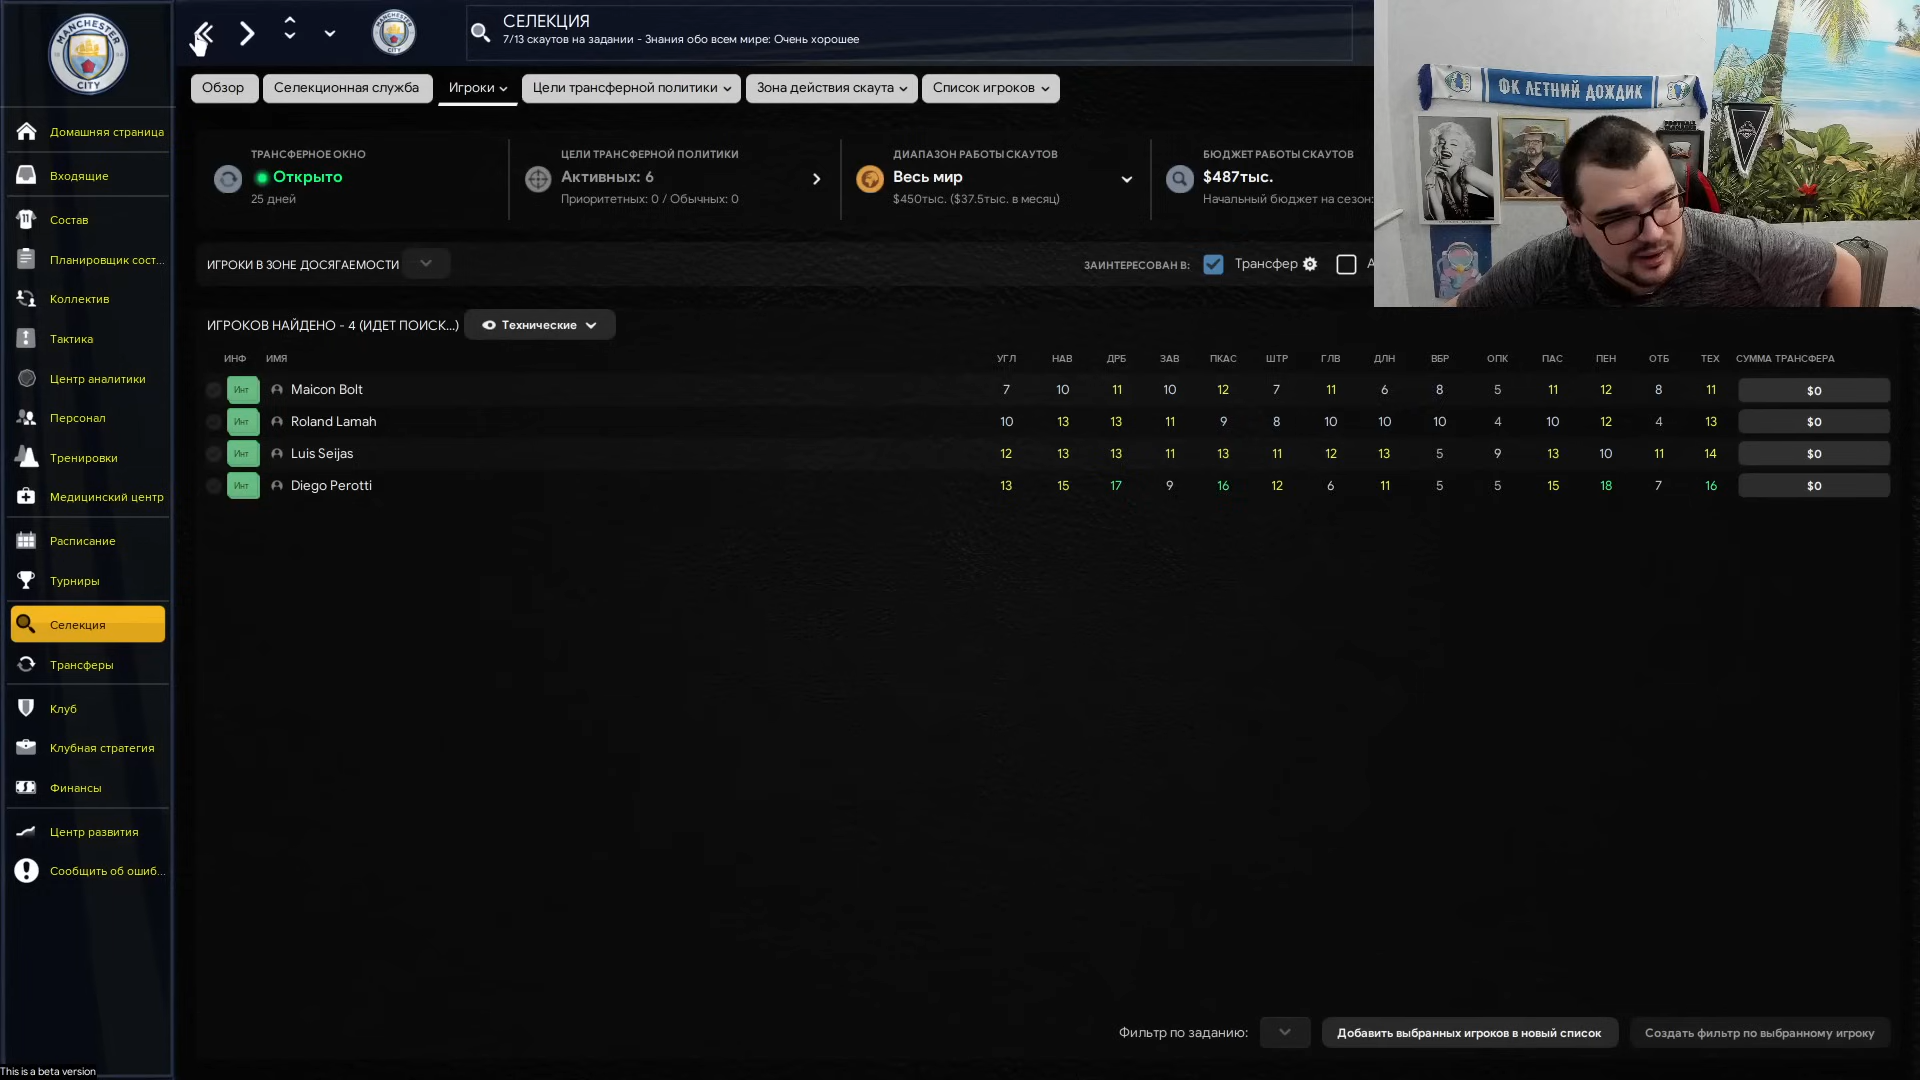 MANCHESTER
CITY
СЕЛЕКЦИЯ
7/13 скаутов на задании - Знания обо всем мире: Очень хорошее
Обзор
Селекционная служба
Игроки
Цели трансферной политики
Зона действия скаута
Список игроков
ФК ЛЕТНИЙ ДОЖДИК
Домашняя страница
Входящие
Состав
Планировщик сост...
Коллектив
Тактика
Центр аналитики
Персонал
Тренировки
Медицинский центр
Расписание
Турниры
Селекция
Трансферы
Клуб
Клубная стратегия
Финансы
Центр развития
Сообщить об ошиб...
This is a beta version
ТРАНСФЕРНОЕ ОКНО
Открыто
25 дней
ЦЕЛИ ТРАНСФЕРНОЙ ПОЛИТИКИ
Активных: 6
Приоритетных: 0 / Обычных: 0
ДИАПАЗОН РАБОТЫ СКАУТОВ
Весь мир
$450тыс. ($37.5тыс. в месяц)
БЮДЖЕТ РАБОТЫ СКАУТОВ
$487тыс.
Начальный бюджет на сезон:
ИГРОКИ В ЗОНЕ ДОСЯГАЕМОСТИ
ЗАИНТЕРЕСОВАН В:
Трансфер
ИГРОКОВ НАЙДЕНО - 4 (ИДЕТ ПОИСК...)
Технические
ИНФ ИМЯ УГЛ НАВ ДРБ ЗАВ ПКАС ШТР ГЛВ ДЛН ВБР ОПК ПАС ПЕН ОТБ ТЕХ СУММА ТРАНСФЕРА
Инт Maicon Bolt 7 10 11 10 12 7 11 6 8 5 11 12 8 11 $0
Инт Roland Lamah 10 13 13 11 9 8 10 10 10 4 10 12 4 13 $0
Инт Luis Seijas 12 13 13 11 13 11 12 13 5 9 13 10 11 14 $0
Инт Diego Perotti 13 15 17 9 16 12 6 11 5 5 15 18 7 16 $0
Фильтр по заданию:
Добавить выбранных игроков в новый список
Создать фильтр по выбранному игроку